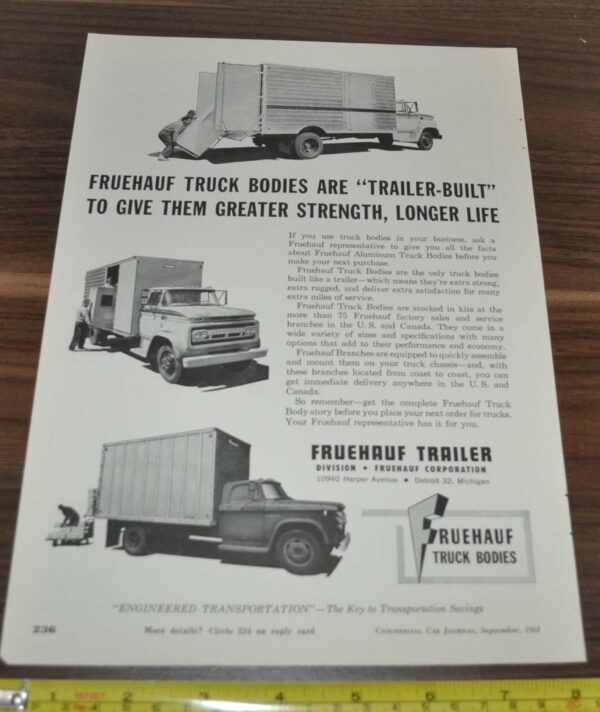 FRUEHAUF TRUCK BODIES ARE "TRAILER-BUILT"
TO GIVE THEM GREATER STRENGTH, LONGER LIFE
If you use truck bodies in your business, ask a
Fruehauf representative to give you all the facts
about Fruehauf Aluminum Truck Bodies before you
make your next purchase.
Fruehauf Truck Bodies are the only truck bodies
built like a trailer—which means they're extra strong,
extra rugged, and deliver extra satisfaction for many
extra miles of service.
Fruehauf Truck Bodies are stocked in kits at the
more than 75 Fruehauf factory sales and service
branches in the U. S. and Canada. They come in a
wide variety of sizes and specifications with many
options that add to their performance and economy.
Fruehauf Branches are equipped to quickly assemble
and mount them on your truck chassis—and, with
these branches located from coast to coast, you can
get immediate delivery anywhere in the U. S. and
Canada.
So remember—get the complete Fruehauf Truck
Body story before you place your next order for trucks.
Your Fruehauf representative has it for you.
FRUEHAUF TRAILER
DIVISION • FRUEHAUF CORPORATION
10940 Harper Avenue • Detroit 32, Michigan
FRUEHAUF
TRUCK BODIES
"ENGINEERED TRANSPORTATION"—The Key to Transportation Savings
236
More details? Circle 224 on reply card
COMMERCIAL CAR JOURNAL, September,
1 2 3 4 5 6 7 8